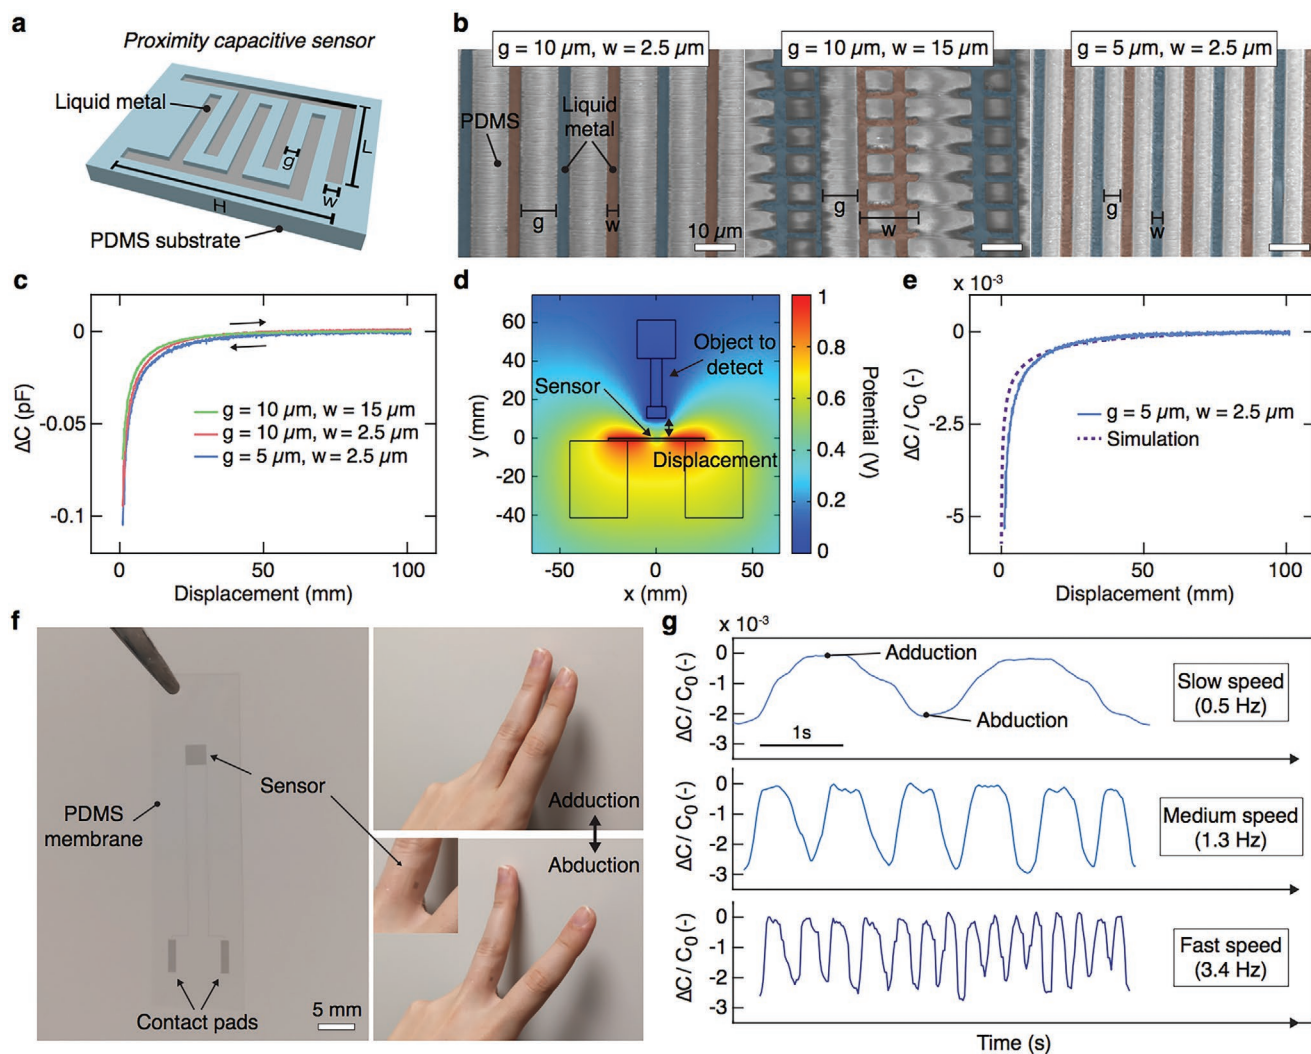 a
Proximity capacitive sensor
Liquid metal
g
L
w
H
PDMS substrate
b
g = 10 µm, w = 2.5 µm
g = 10 µm, w = 15 µm
g = 5 µm, w = 2.5 µm
PDMS
Liquid
metal
g
w
10 µm
g
w
g
w
c
ΔC (pF)
0
-0.05
-0.1
g = 10 µm, w = 15 µm
g = 10 µm, w = 2.5 µm
g = 5 µm, w = 2.5 µm
0
50
100
Displacement (mm)
d
y (mm)
60
40
20
0
-20
-40
Object to
detect
Sensor
Displacement
-50
0
50
x (mm)
1
0.8
0.6
0.4
0.2
0
Potential (V)
e
x 10⁻³
ΔC / C₀ (-)
0
-2.5
-5
g = 5 µm, w = 2.5 µm
Simulation
0
50
100
Displacement (mm)
f
Sensor
PDMS
membrane
Contact pads
5 mm
Adduction
Abduction
g
x 10⁻³
ΔC / C₀ (-)
0
-1
-2
-3
Adduction
Abduction
1s
Slow speed
(0.5 Hz)
ΔC / C₀ (-)
0
-1
-2
-3
Medium speed
(1.3 Hz)
ΔC / C₀ (-)
0
-1
-2
-3
Fast speed
(3.4 Hz)
Time (s)